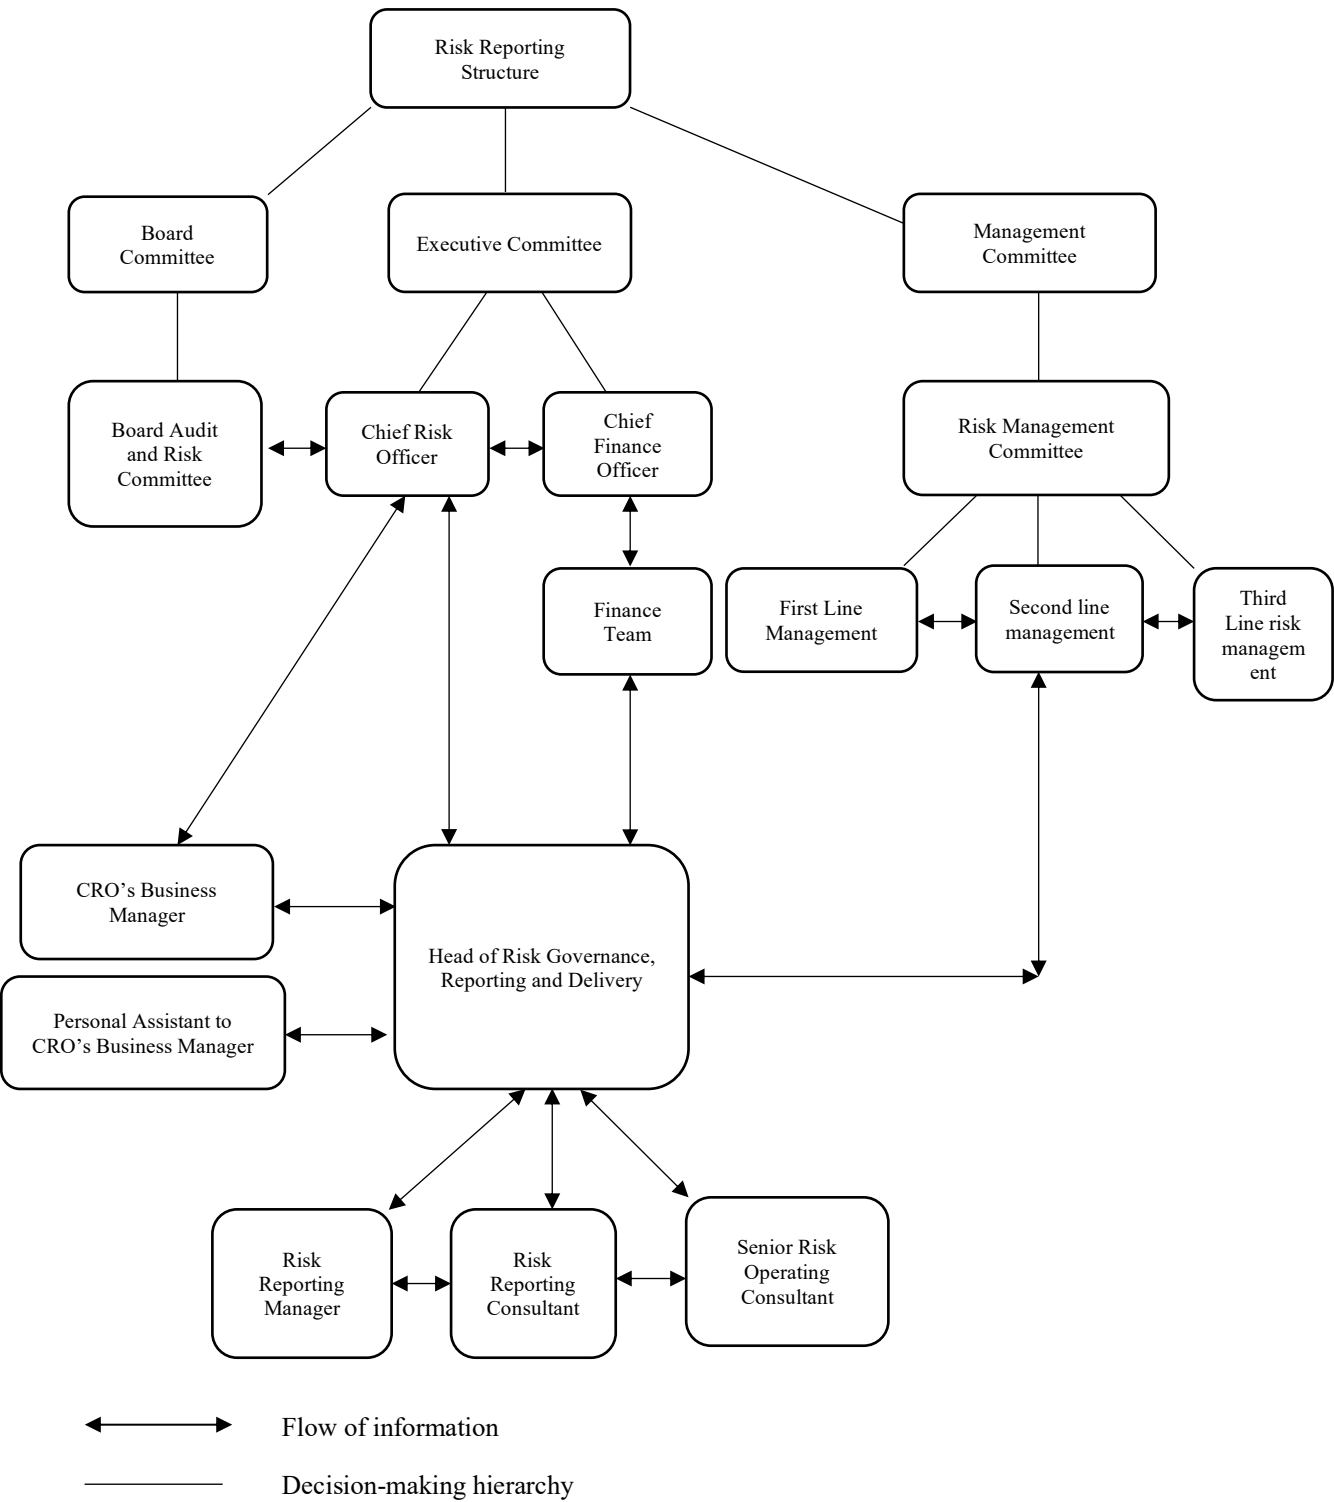 Risk Reporting
Structure
Board
Committee
Executive Committee
Management
Committee
Board Audit
and Risk
Committee
Chief Risk
Officer
Chief
Finance
Officer
Risk Management
Committee
Finance
Team
First Line
Management
Second line
management
Third
Line risk
managem
ent
CRO’s Business
Manager
Head of Risk Governance,
Reporting and Delivery
Personal Assistant to
CRO’s Business Manager
Risk
Reporting
Manager
Risk
Reporting
Consultant
Senior Risk
Operating
Consultant
Flow of information
Decision-making hierarchy